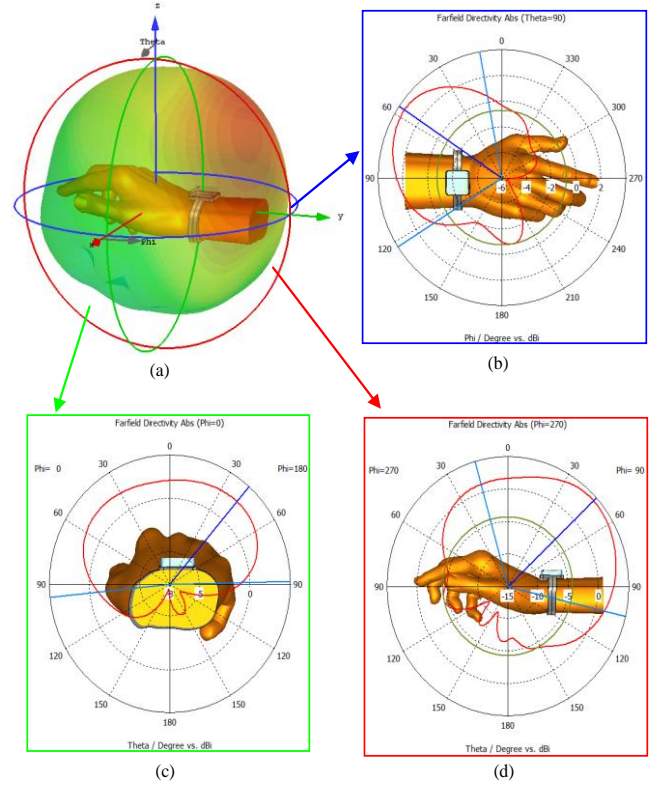 z
Theta
y
x
Phi
(a)
Farfield Directivity Abs (Theta=90)
0
30
330
60
300
90
-6
-4
-2
0
2
270
120
240
150
210
180
Phi / Degree vs. dBi
(b)
Farfield Directivity Abs (Phi=0)
0
Phi= 0
30
30
Phi=180
60
60
90
-5
0
90
120
120
150
150
180
Theta / Degree vs. dBi
(c)
Farfield Directivity Abs (Phi=270)
0
Phi=270
30
30
Phi= 90
60
60
90
-15
-10
-5
0
90
120
120
150
150
180
Theta / Degree vs. dBi
(d)